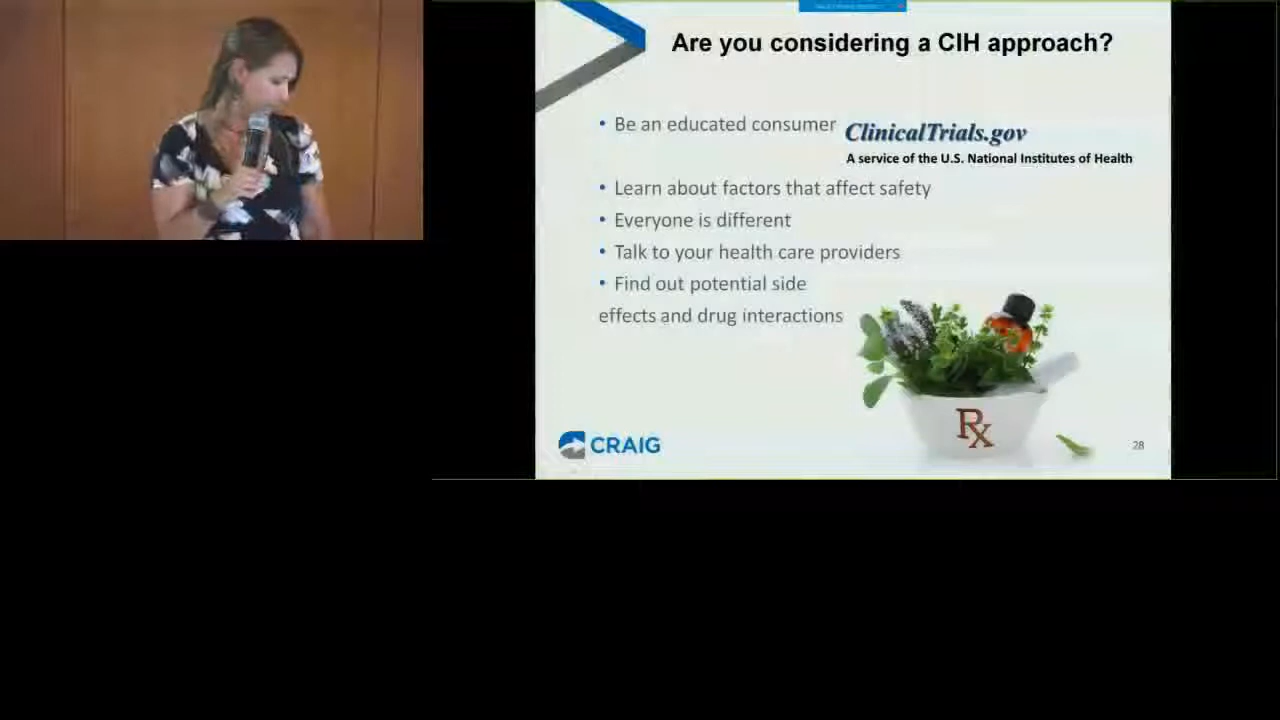 Are you considering a CIH approach?
• Be an educated consumer
ClinicalTrials.gov
A service of the U.S. National Institutes of Health
• Learn about factors that affect safety
• Everyone is different
• Talk to your health care providers
• Find out potential side
effects and drug interactions
Rx
CRAIG
28